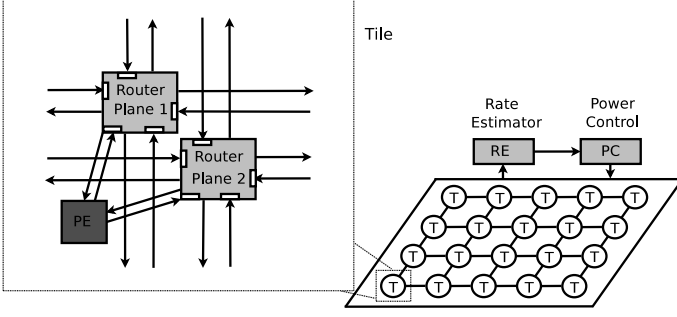 Tile
Router
Plane 1
Router
Plane 2
PE
Rate
Estimator
Power
Control
RE
PC
T T T T T
T T T T T
T T T T T
T T T T T